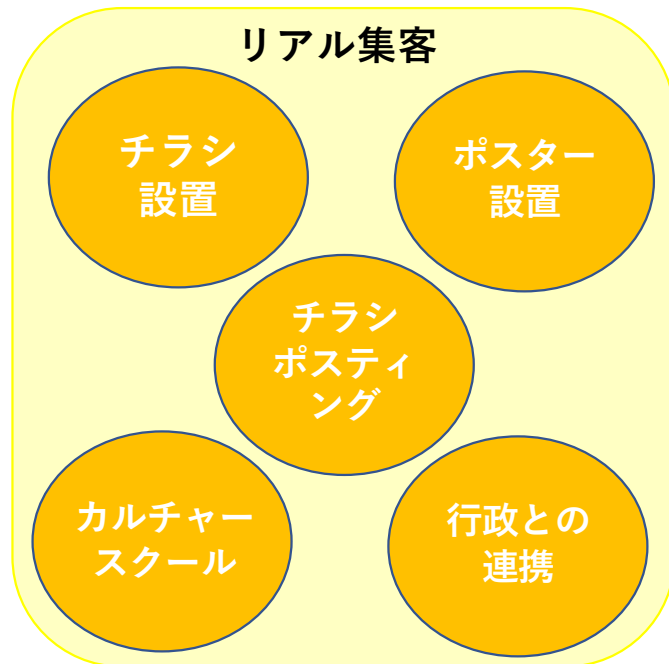 リアル集客
チラシ
設置
ポスター
設置
チラシ
ポスティ
ング
カルチャー
スクール
行政との
連携